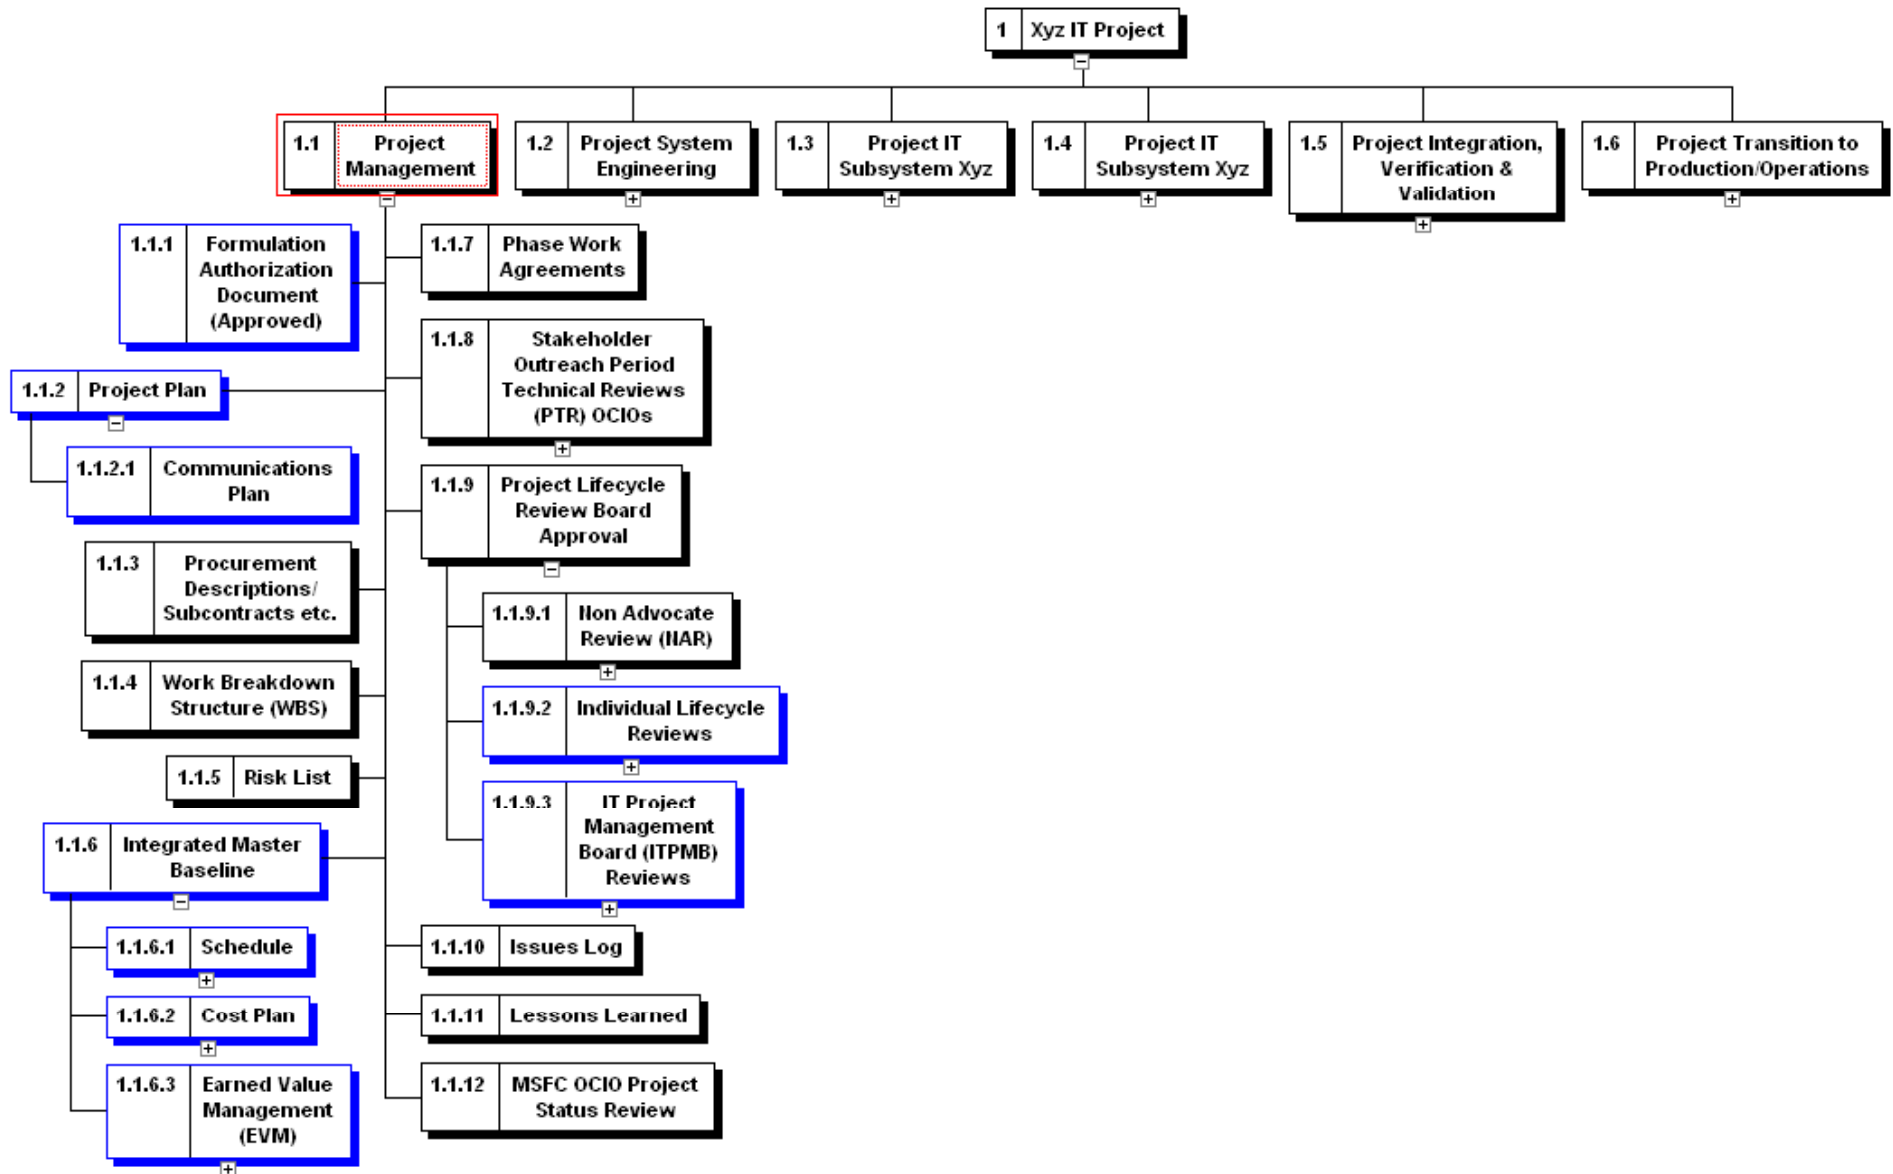 1 Xyz IT Project
1.1 Project
Management
1.2 Project System
Engineering
1.3 Project IT
Subsystem Xyz
1.4 Project IT
Subsystem Xyz
1.5 Project Integration,
Verification &
Validation
1.6 Project Transition to
Production/Operations
1.1.1 Formulation
Authorization
Document
(Approved)
1.1.2 Project Plan
1.1.2.1 Communications
Plan
1.1.3 Procurement
Descriptions/
Subcontracts etc.
1.1.4 Work Breakdown
Structure (WBS)
1.1.5 Risk List
1.1.6 Integrated Master
Baseline
1.1.6.1 Schedule
1.1.6.2 Cost Plan
1.1.6.3 Earned Value
Management
(EVM)
1.1.7 Phase Work
Agreements
1.1.8 Stakeholder
Outreach Period
Technical Reviews
(PTR) OCIOs
1.1.9 Project Lifecycle
Review Board
Approval
1.1.9.1 Non Advocate
Review (NAR)
1.1.9.2 Individual Lifecycle
Reviews
1.1.9.3 IT Project
Management
Board (ITPMB)
Reviews
1.1.10 Issues Log
1.1.11 Lessons Learned
1.1.12 MSFC OCIO Project
Status Review